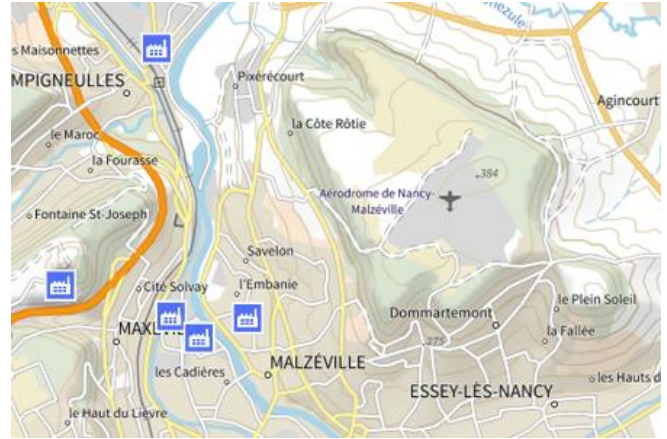 s Maisonnettes
MPIGNEULLES
Pixérécourt
Agincourt
la Côte Rôtie
le Maroc
la Fourasse
.384
Aérodrome de Nancy-
Malzéville
Fontaine St-Joseph
Savelon
Cité Solvay
l'Embanie
le Plein Soleil
Dommartemont
la Fallée
MAXÉVILL
.275
les Cadières
MALZÉVILLE
les Hauts d
ESSEY-LÈS-NANCY
le Haut du Lièvre